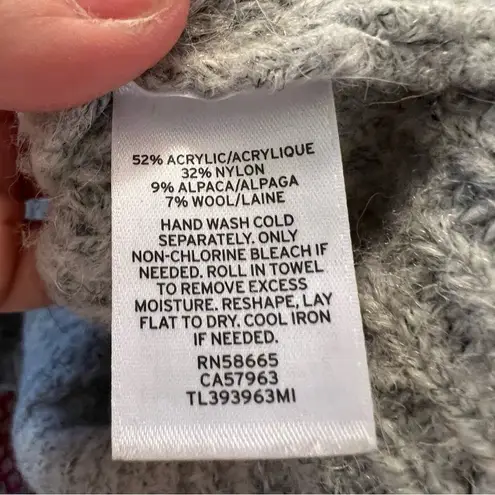 52% ACRYLIC/ACRYLIQUE
32% NYLON
9% ALPACA/ALPAGA
7% WOOL/LAINE
HAND WASH COLD
SEPARATELY. ONLY
NON-CHLORINE BLEACH IF
NEEDED. ROLL IN TOWEL
TO REMOVE EXCESS
MOISTURE. RESHAPE, LAY
FLAT TO DRY. COOL IRON
IF NEEDED.
RN58665
CA57963
TL393963MI